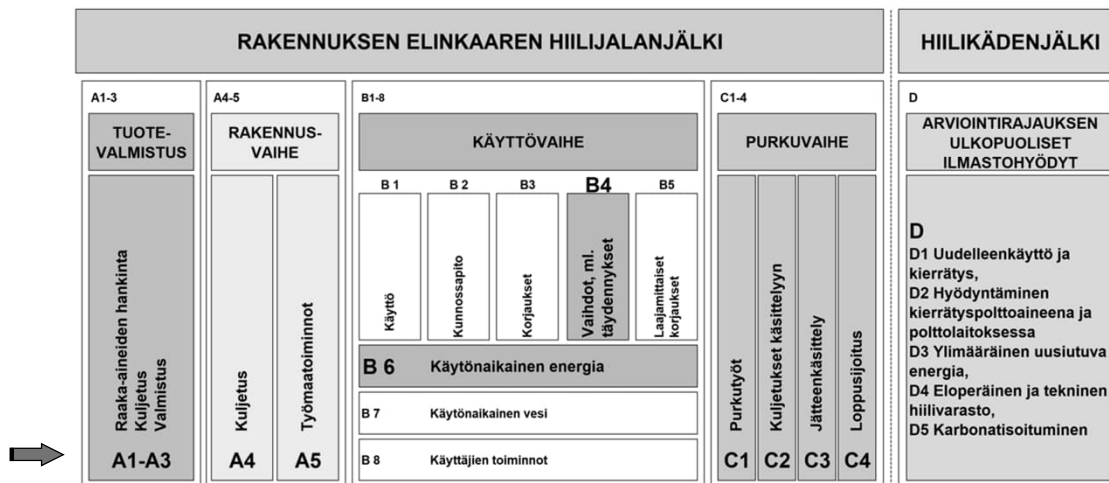 RAKENNUKSEN ELINKAAREN HIILIJALANJÄLKI
HIILIKÄDENJÄLKI
A1-3
TUOTE-
VALMISTUS
Raaka-aineiden hankinta
Kuljetus
Valmistus
A1-A3
A4-5
RAKENNUS-
VAIHE
Kuljetus
A4
Työmaatoiminnot
A5
B1-8
KÄYTTÖVAIHE
B 1
Käyttö
B 2
Kunnossapito
B3
Korjaukset
B4
Vaihdot, ml.
täydennykset
B5
Laajamittaiset
korjaukset
B 6 Käytönaikainen energia
B 7 Käytönaikainen vesi
B 8 Käyttäjien toiminnot
C1-4
PURKUVAIHE
Purkutyöt
C1
Kuljetukset käsittelyyn
C2
Jätteenkäsittely
C3
Loppusijoitus
C4
D
ARVIOINTIRAJAUKSEN
ULKOPUOLISET
ILMASTOHYÖDYT
D
D1 Uudelleenkäyttö ja
kierrätys,
D2 Hyödyntäminen
kierrätyspolttoaineena ja
polttolaitoksessa
D3 Ylimääräinen uusiutuva
energia,
D4 Eloperäinen ja tekninen
hiilivarasto,
D5 Karbonatisoituminen